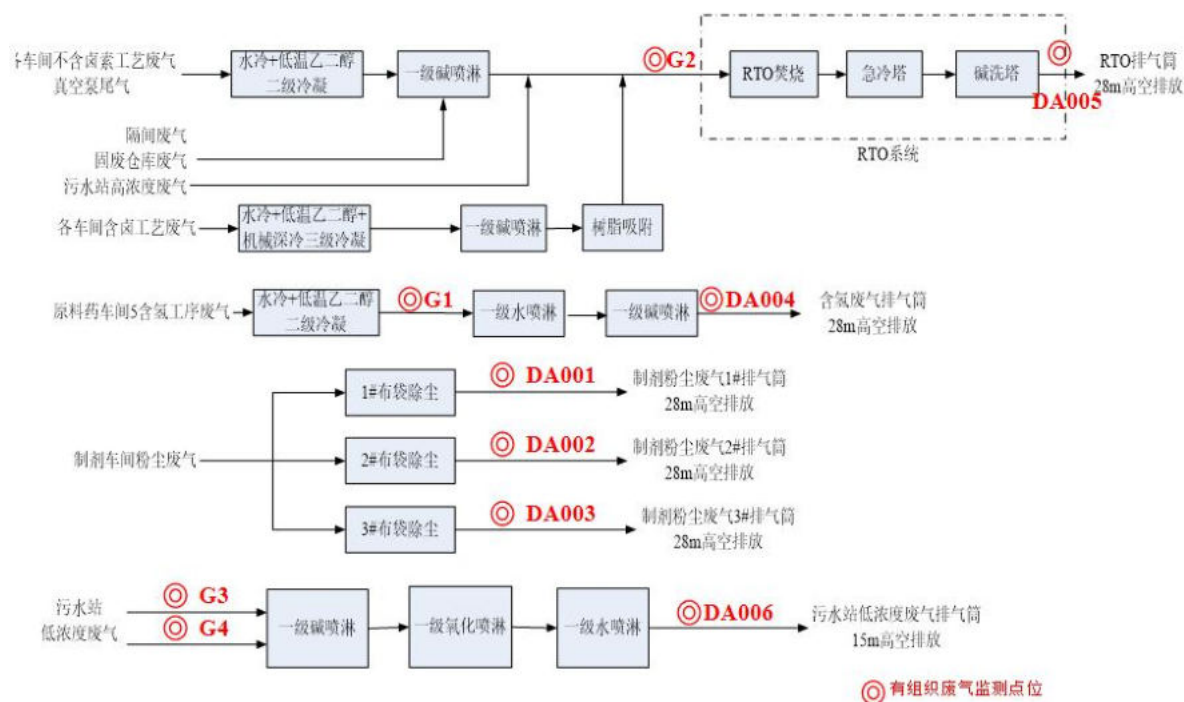 各车间不含卤素工艺废气
真空泵尾气
水冷+低温乙二醇
二级冷凝
一级碱喷淋
G2
RTO焚烧
急冷塔
碱洗塔
DA005
RTO排气筒
28m高空排放
RTO系统
隔间废气
固废仓库废气
污水站高浓度废气
各车间含卤工艺废气
水冷+低温乙二醇+
机械深冷三级冷凝
一级碱喷淋
树脂吸附
原料药车间5含氢工序废气
水冷+低温乙二醇
二级冷凝
G1
一级水喷淋
一级碱喷淋
DA004
含氢废气排气筒
28m高空排放
制剂车间粉尘废气
1#布袋除尘
DA001
制剂粉尘废气1#排气筒
28m高空排放
2#布袋除尘
DA002
制剂粉尘废气2#排气筒
28m高空排放
3#布袋除尘
DA003
制剂粉尘废气3#排气筒
28m高空排放
污水站
低浓度废气
G3
G4
一级碱喷淋
一级氧化喷淋
一级水喷淋
DA006
污水站低浓度废气排气筒
15m高空排放
有组织废气监测点位